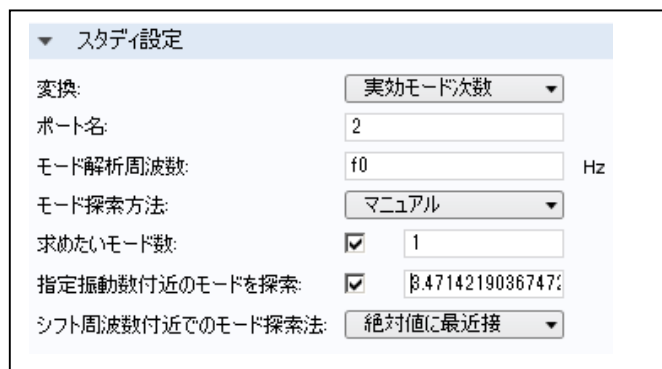 スタディ設定
変換: 実効モード次数
ポート名: 2
モード解析周波数: f0 Hz
モード探索方法: マニュアル
求めたいモード数: 1
指定振動数付近のモードを探索: 3.4714219036747
シフト周波数付近でのモード探索法: 絶対値に最近接